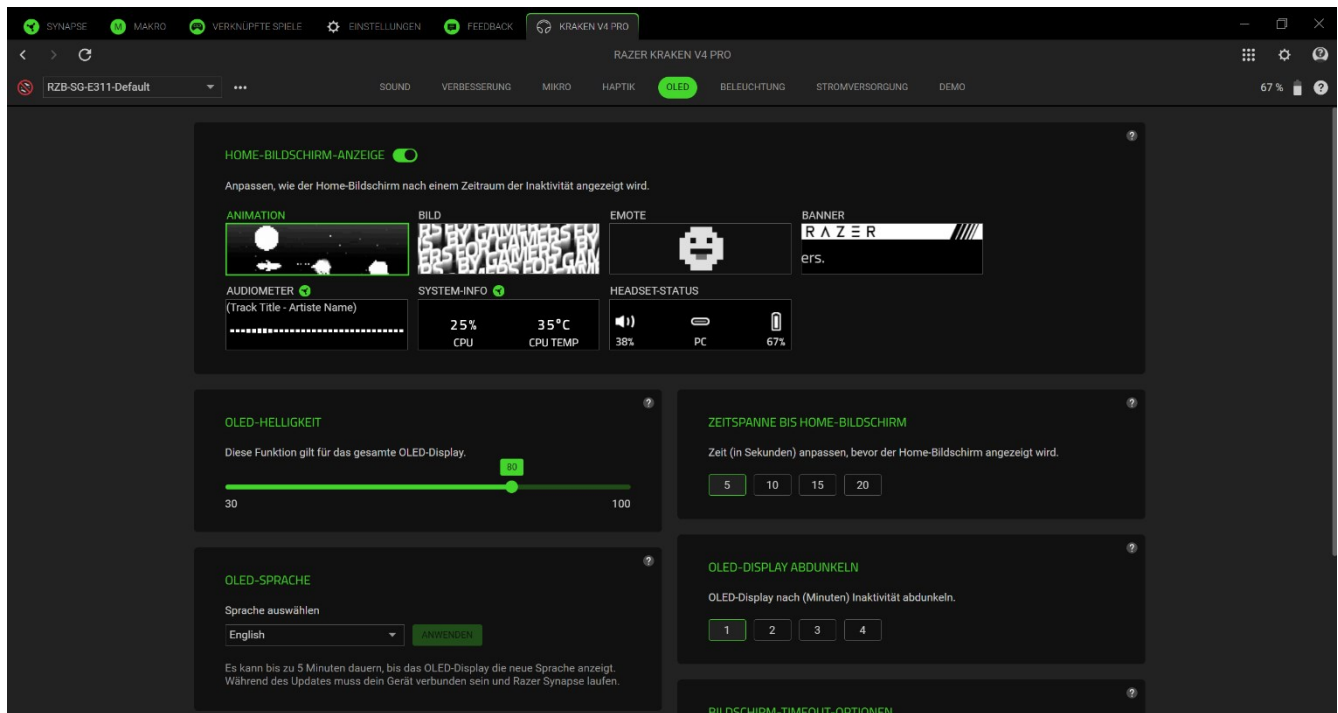 SYNAPSE
M MAKRO
VERKNÜPFTE SPIELE
EINSTELLUNGEN
FEEDBACK
KRAKEN V4 PRO
RAZER KRAKEN V4 PRO
RZB-SG-E311-Default
SOUND VERBESSERUNG MIKRO HAPTIK OLED BELEUCHTUNG STROMVERSORGUNG DEMO
67 %
HOME-BILDSCHIRM-ANZEIGE
Anpassen, wie der Home-Bildschirm nach einem Zeitraum der Inaktivität angezeigt wird.
ANIMATION
BILD
EMOTE
BANNER
RAZER
ers.
AUDIOMETER
(Track Title - Artiste Name)
SYSTEM-INFO
25% 35°C
CPU CPU TEMP
HEADSET-STATUS
38% PC 67%
OLED-HELLIGKEIT
Diese Funktion gilt für das gesamte OLED-Display.
80
30 100
ZEITSPANNE BIS HOME-BILDSCHIRM
Zeit (in Sekunden) anpassen, bevor der Home-Bildschirm angezeigt wird.
5 10 15 20
OLED-SPRACHE
Sprache auswählen
English ANWENDEN
Es kann bis zu 5 Minuten dauern, bis das OLED-Display die neue Sprache anzeigt.
Während des Updates muss dein Gerät verbunden sein und Razer Synapse laufen.
OLED-DISPLAY ABDUNKELN
OLED-Display nach (Minuten) Inaktivität abdunkeln.
1 2 3 4
BILDSCHIRM-TIMEOUT-OPTIONEN